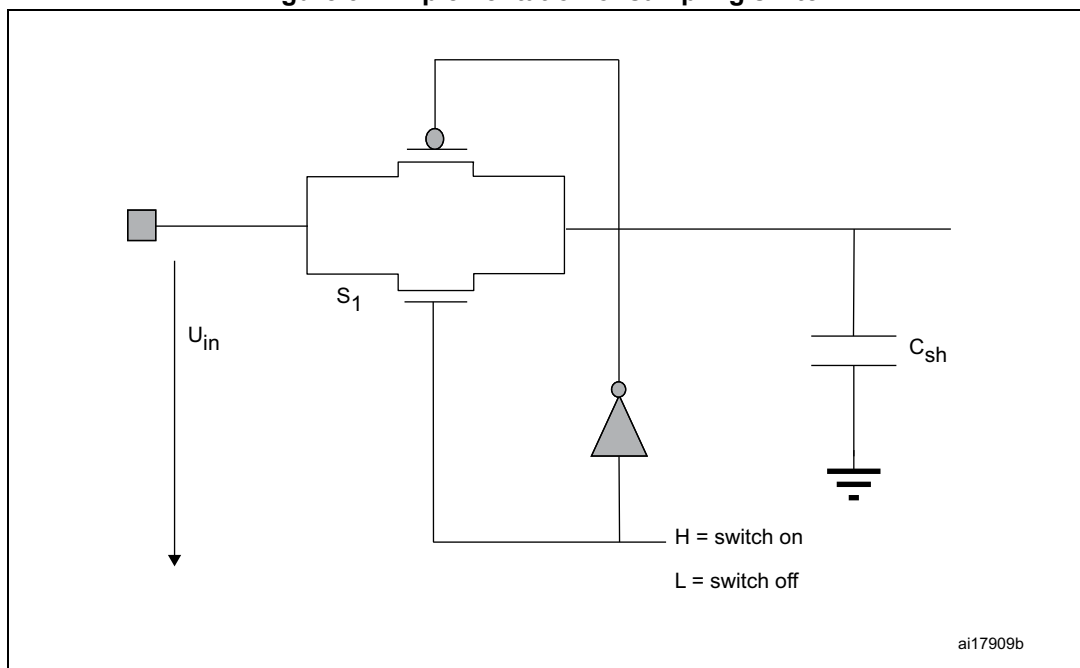 S1
Uin
Csh
H = switch on
L = switch off
ai17909b